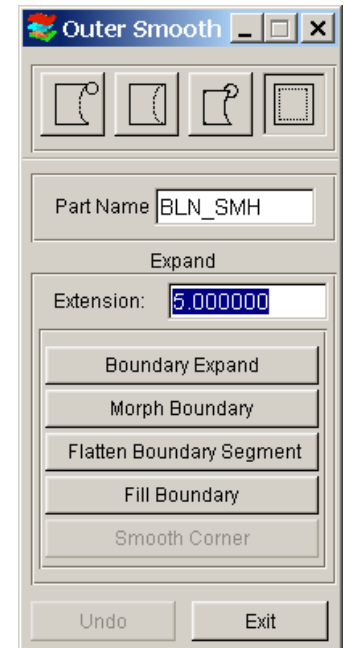 Outer Smooth
Part Name BLN_SMH
Expand
Extension: 5.000000
Boundary Expand
Morph Boundary
Flatten Boundary Segment
Fill Boundary
Smooth Corner
Undo Exit